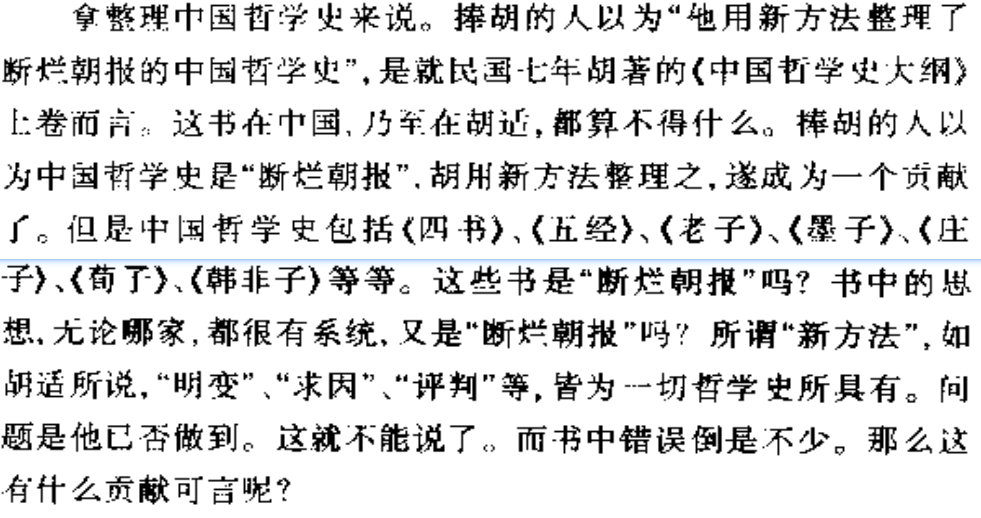 拿整理中国哲学史来说。捧胡的人以为“他用新方法整理了
断烂朝报的中国哲学史”,是就民国七年胡著的《中国哲学史大纲》
上卷而言。这书在中国,乃至在胡适,都算不得什么。捧胡的人以
为中国哲学史是“断烂朝报”,胡用新方法整理之,遂成为一个贡献
了。但是中国哲学史包括《四书》、《五经》、《老子》、《墨子》、《庄
子》、《荀子》、《韩非子》等等。这些书是“断烂朝报”吗?书中的思
想,无论哪家,都很有系统,又是“断烂朝报”吗?所谓“新方法”,如
胡适所说,“明变”、“求因”、“评判”等,皆为一切哲学史所具有。问
题是他已否做到。这就不能说了。而书中错误倒是不少。那么这
有什么贡献可言呢?